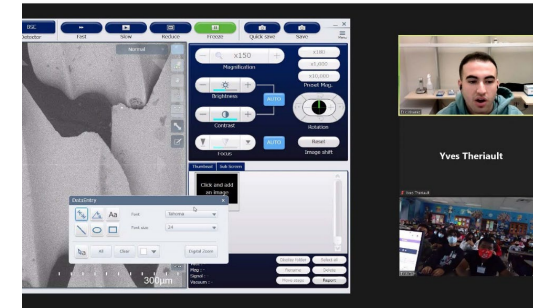 BSE
Detector
Fast
Slow
Reduce
Freeze
Quick save
Save
Menu
Normal
x150
Magnification
x100
x1,000
x10,000
Preset Mag.
Brightness
AUTO
Contrast
Rotation
AUTO
Reset
Focus
Image shift
Thumbnail
Sub Screen
Click and add
an image
DataEntry
Aa
Font
Tahoma
Font size
24
All
Clear
Digital Zoom
300μm
Mag :
Signal :
Vacuum :
Display folder
Select all
Rename
Delete
Move image
Report
Yves Theriault
Yves Theriault